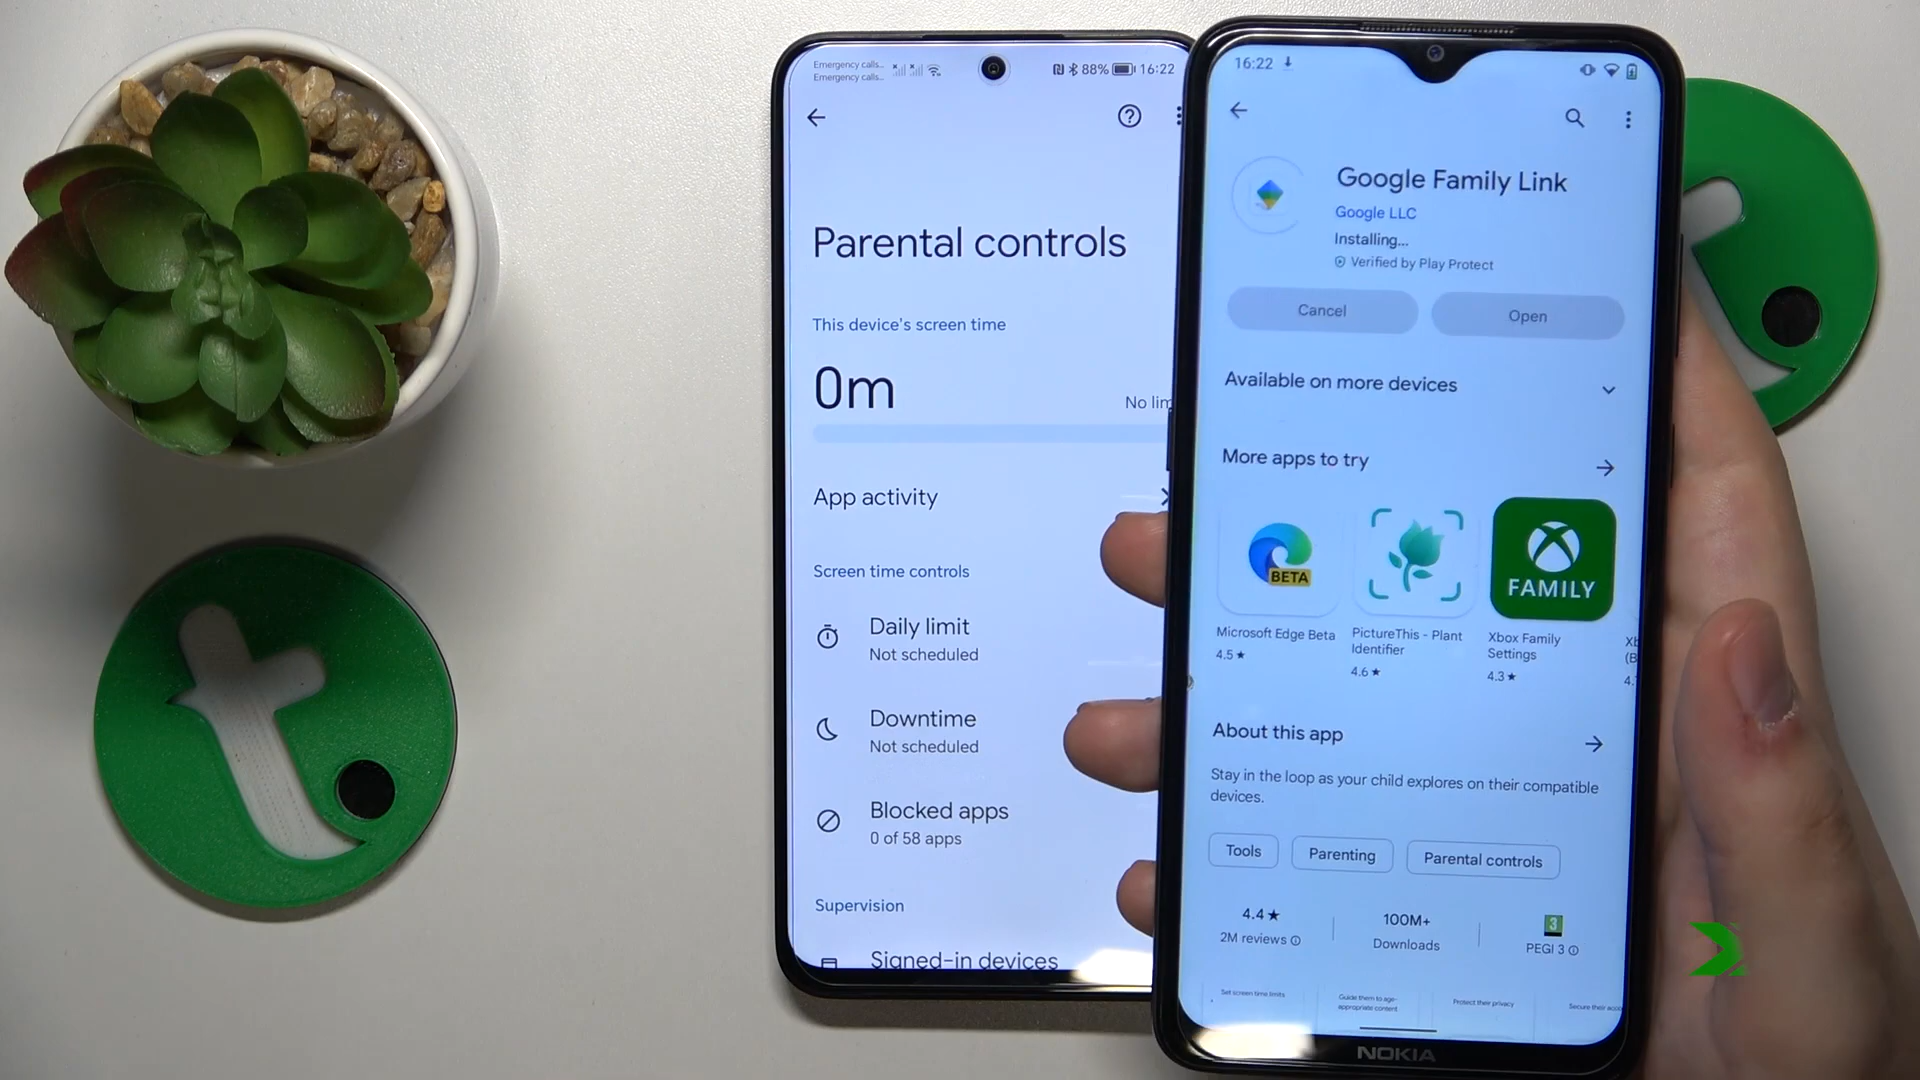 Emergency calls...
Emergency calls...
88% 16:22
Parental controls
This device's screen time
0m
No lim
App activity
Screen time controls
Daily limit
Not scheduled
Downtime
Not scheduled
Blocked apps
0 of 58 apps
Supervision
Signed-in devices
16:22
Google Family Link
Google LLC
Installing...
Verified by Play Protect
Cancel
Open
Available on more devices
More apps to try
BETA
FAMILY
Microsoft Edge Beta
4.5★
PictureThis - Plant
Identifier
4.6★
Xbox Family
Settings
4.3★
Xb
(B
4.
About this app
Stay in the loop as your child explores on their compatible
devices.
Tools
Parenting
Parental controls
4.4★
2M reviews
100M+
Downloads
3
PEGI 3
Set screen time limits
Guide them to age-
appropriate content
Protect their privacy
Secure their acco
NOKIA
t.